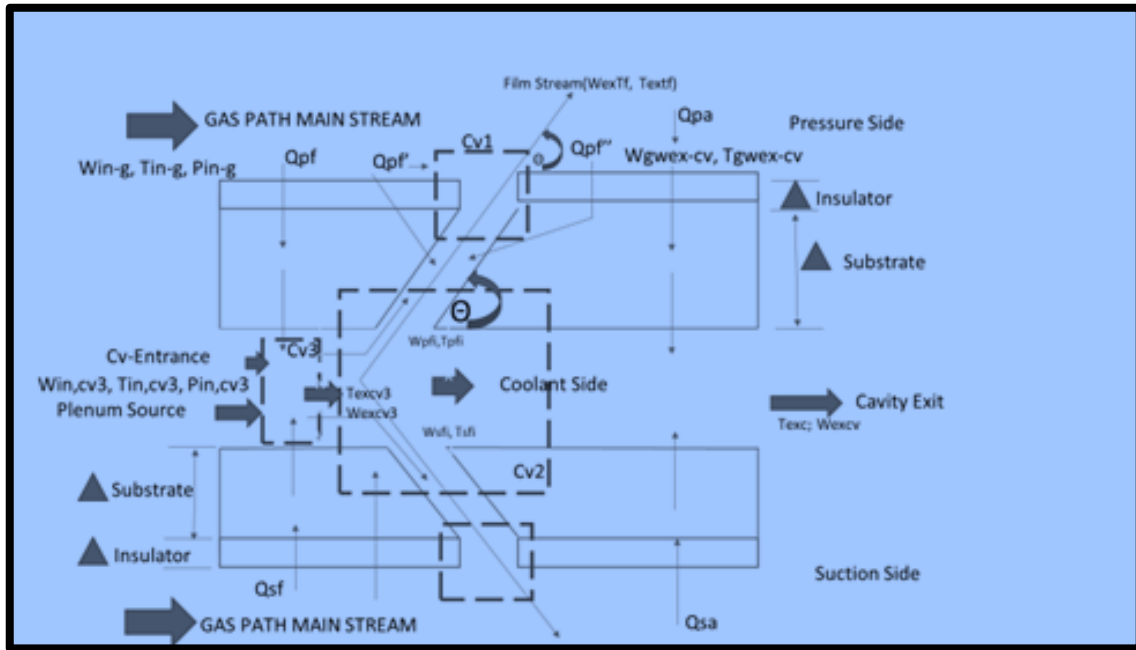 Film Stream(WexTf, Textf)
GAS PATH MAIN STREAM
Qpa
Pressure Side
Cv1
Θ
Qpf
Qpf'
Qpf''
Win-g, Tin-g, Pin-g
Wgwex-cv, Tgwex-cv
Insulator
Substrate
Θ
Wpfi,Tpfi
Cv-Entrance
Cv3
Win,cv3, Tin,cv3, Pin,cv3
Plenum Source
Texcv3
Wexcv3
Coolant Side
Cavity Exit
Texc; Wexcv
Wsfi, Tsfi
Cv2
Substrate
Insulator
Suction Side
Qsf
Qsa
GAS PATH MAIN STREAM